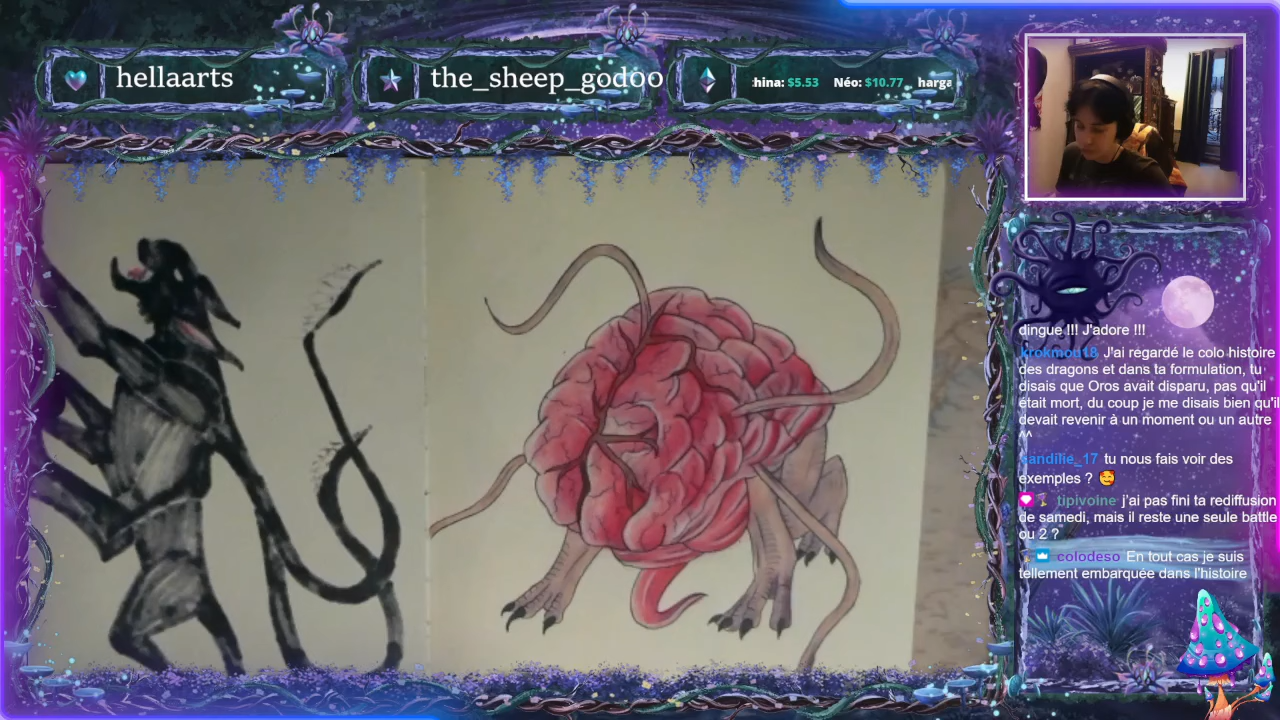 hellaarts
the_sheep_godoo
hina: $5.53 Néo: $10.77 harga
dingue !!! J'adore !!!
krokmou18 J'ai regardé le colo histoire
des dragons et dans ta formulation, tu
disais que Oros avait disparu, pas qu'il
était mort, du coup je me disais bien qu'il
devait revenir à un moment ou un autre
^^
sandilie_17 tu nous fais voir des
exemples ? 🥰
tipivoine j'ai pas fini ta rediffusion
de samedi, mais il reste une seule battle
ou 2 ?
colodeso En tout cas je suis
tellement embarquée dans l'histoire